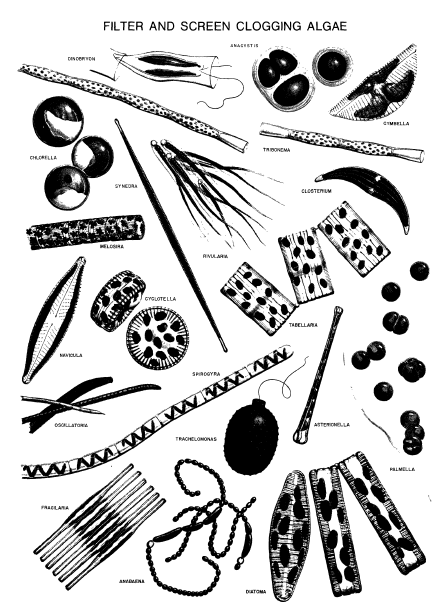 FILTER AND SCREEN CLOGGING ALGAE
ANACYSTIS
DINOBRYON
CYMBELLA
TRIBONEMA
CHLORELLA
SYNEDRA
CLOSTERIUM
MELOSIRA
RIVULARIA
CYCLOTELLA
TABELLARIA
NAVICULA
SPIROGYRA
OSCILLATORIA
ASTERIONELLA
TRACHELOMONAS
PALMELLA
FRAGILARIA
ANABAENA
DIATOMA